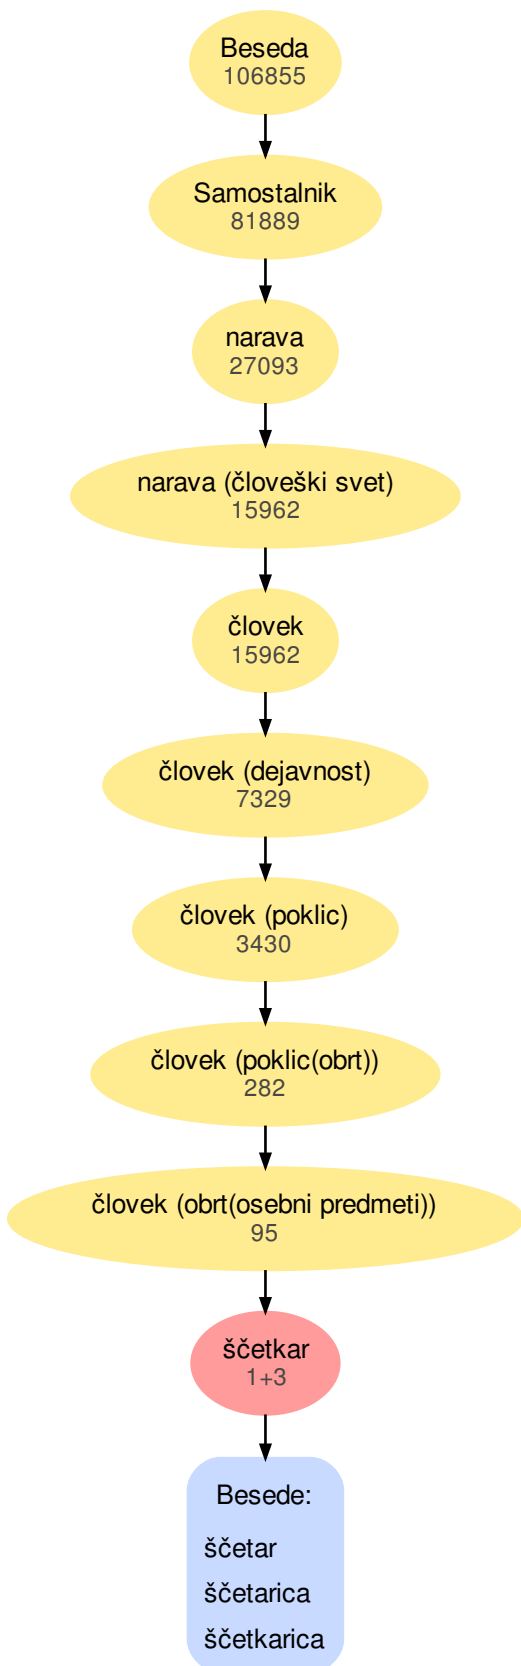 Beseda
106855
Samostalnik
81889
narava
27093
narava (človeški svet)
15962
človek
15962
človek (dejavnost)
7329
človek (poklic)
3430
človek (poklic(obrt))
282
človek (obrt(osebni predmeti))
95
ščetkar
1+3
Besede:
ščetar
ščetarica
ščetkarica